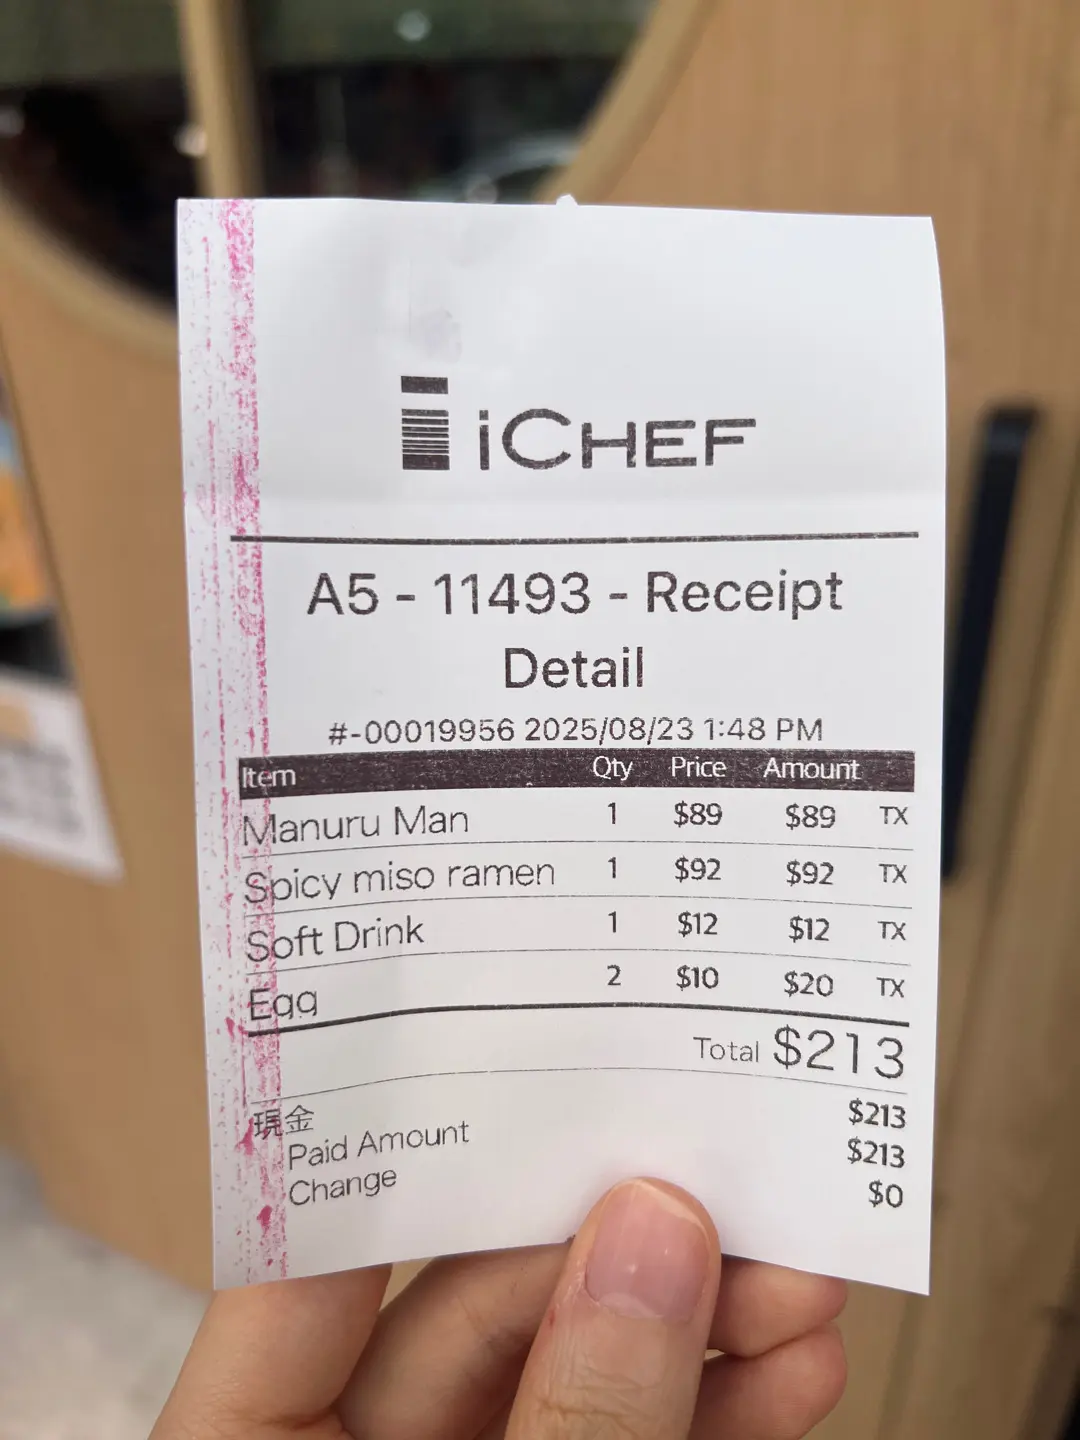 iCHEF
A5 - 11493 - Receipt
Detail
#-00019956 2025/08/23 1:48 PM
Item Qty Price Amount
Manuru Man 1 $89 $89 TX
Spicy miso ramen 1 $92 $92 TX
Soft Drink 1 $12 $12 TX
Egg 2 $10 $20 TX
Total $213
現金 $213
Paid Amount $213
Change $0